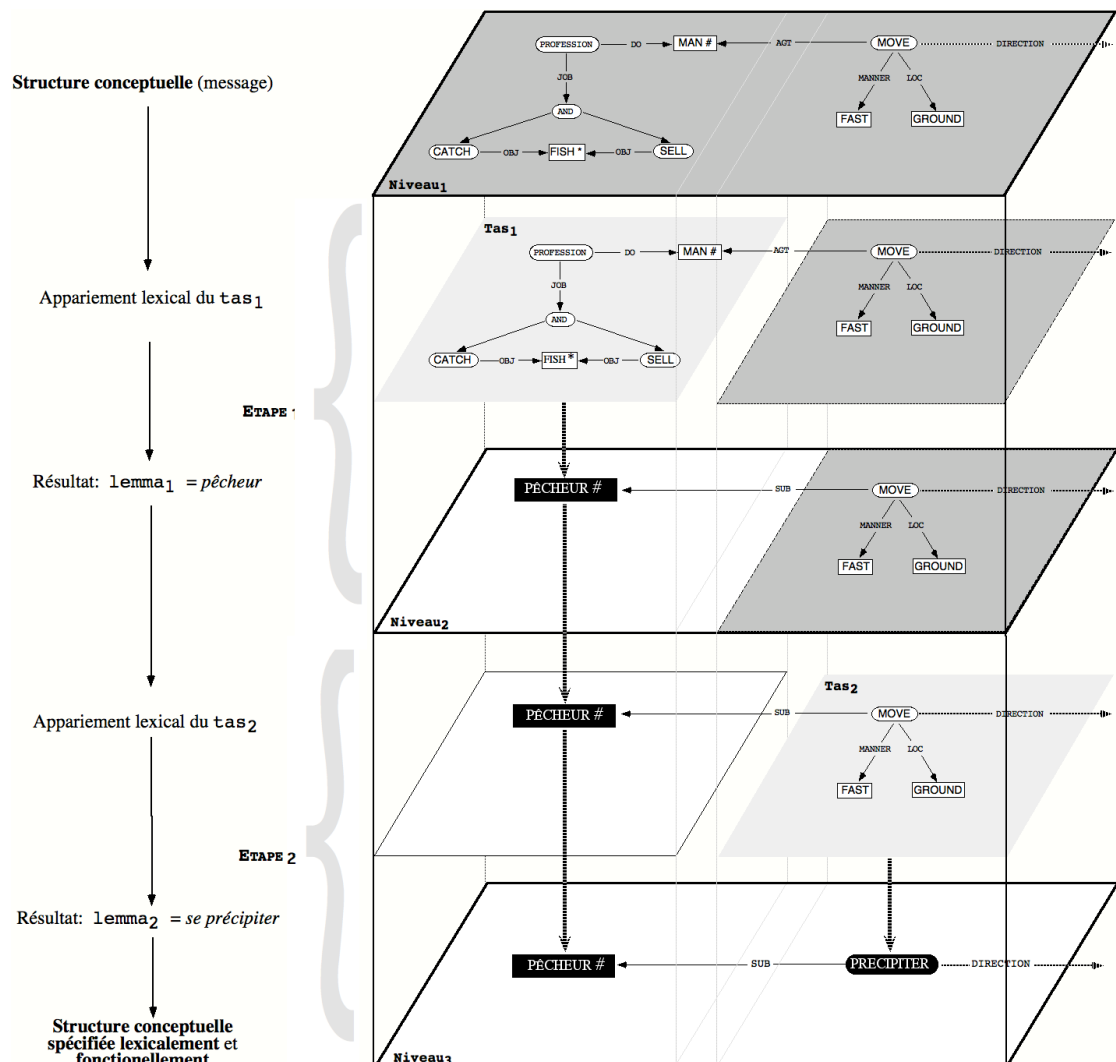 PROFESSION DO MAN # AGT MOVE DIRECTION
JOB MANNER LOC
Structure conceptuelle (message)
AND FAST GROUND
CATCH OBJ FISH * OBJ SELL
Niveau1
Tas1
PROFESSION DO MAN # AGT MOVE DIRECTION
JOB MANNER LOC
Appariement lexical du tas1
AND FAST GROUND
CATCH OBJ FISH * OBJ SELL
ETAPE 1
Résultat: lemma1 = pêcheur
PÊCHEUR # SUB MOVE DIRECTION
MANNER LOC
FAST GROUND
Niveau2
Tas2
Appariement lexical du tas2
PÊCHEUR # SUB MOVE DIRECTION
MANNER LOC
FAST GROUND
ETAPE 2
Résultat: lemma2 = se précipiter
PÊCHEUR # SUB PRECIPITER DIRECTION
Structure conceptuelle
spécifiée lexicalement et
fonctionellement
Niveau3